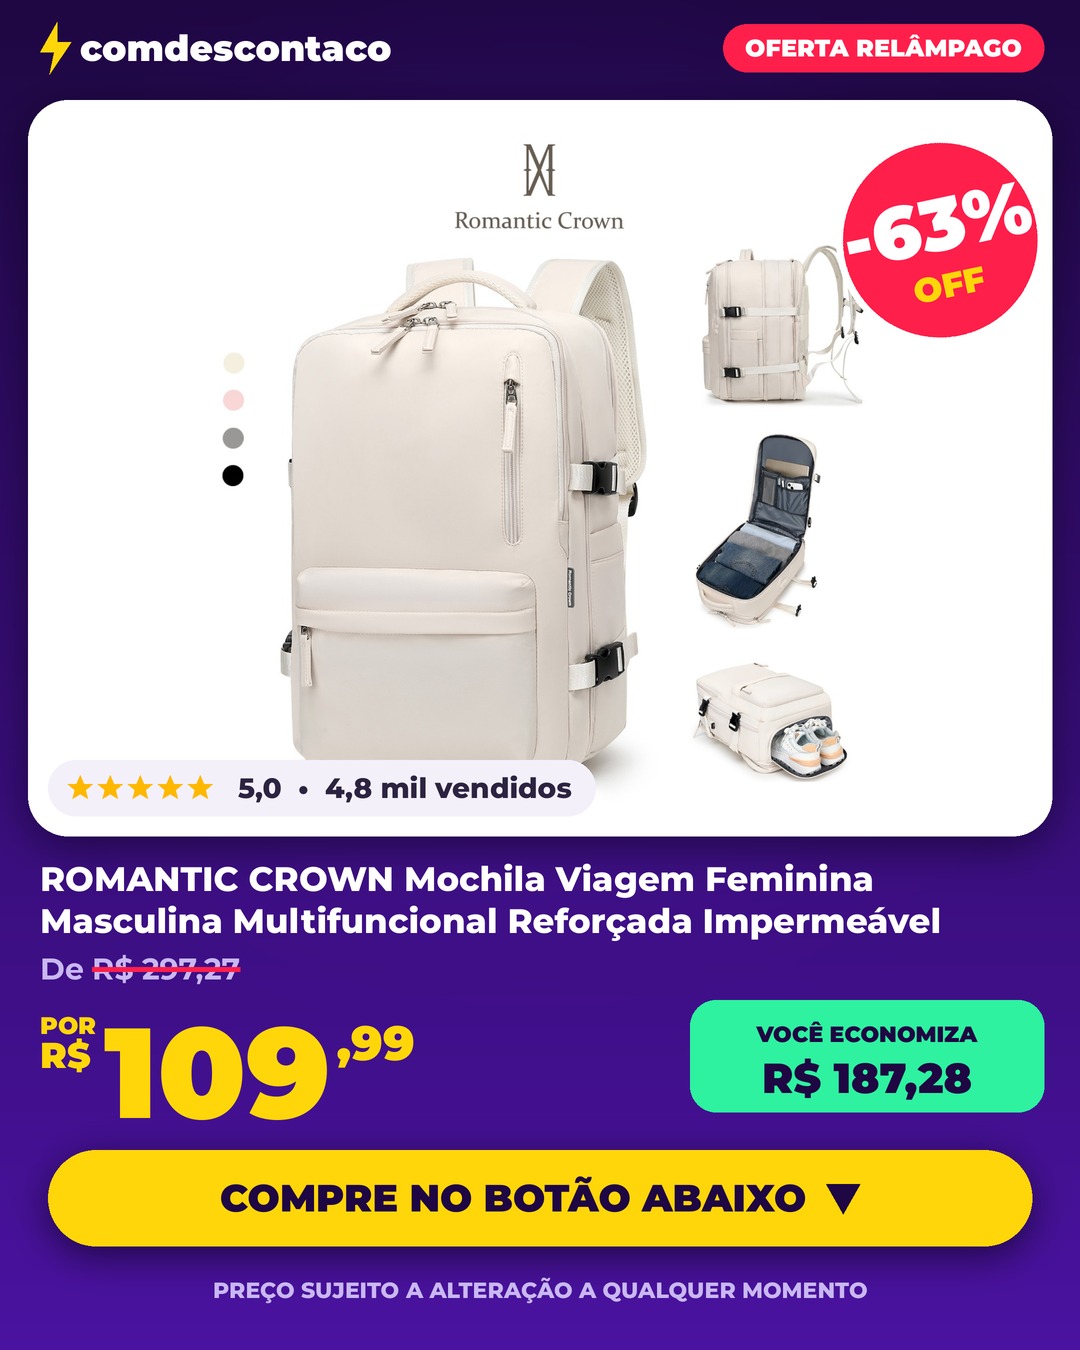 comdescontaco
OFERTA RELÂMPAGO
Romantic Crown
-63%
OFF
5,0 • 4,8 mil vendidos
ROMANTIC CROWN Mochila Viagem Feminina
Masculina Multifuncional Reforçada Impermeável
De R$ 297,27
POR
R$ 109,99
VOCÊ ECONOMIZA
R$ 187,28
COMPRE NO BOTÃO ABAIXO ▼
PREÇO SUJEITO A ALTERAÇÃO A QUALQUER MOMENTO